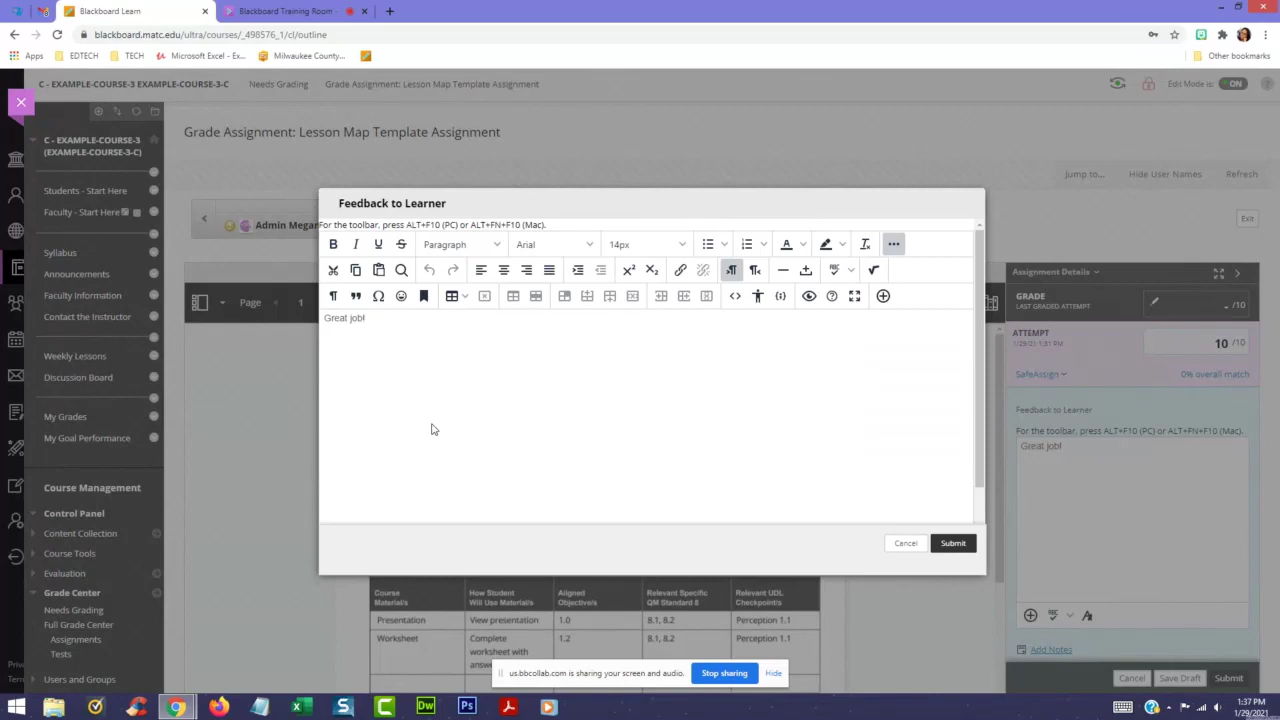 Blackboard Learn
Blackboard Training Room -
blackboard.matc.edu/ultra/courses/_498576_1/cl/outline
Apps
EDTECH
TECH
Microsoft Excel - Ex...
Milwaukee County...
Other bookmarks
C - EXAMPLE-COURSE-3 EXAMPLE-COURSE-3-C
Needs Grading
Grade Assignment: Lesson Map Template Assignment
Edit Mode is:
ON
C - EXAMPLE-COURSE-3
(EXAMPLE-COURSE-3-C)
Students - Start Here
Faculty - Start Here
Syllabus
Announcements
Faculty Information
Contact the Instructor
Weekly Lessons
Discussion Board
My Grades
My Goal Performance
Course Management
Control Panel
Content Collection
Course Tools
Evaluation
Grade Center
Needs Grading
Full Grade Center
Assignments
Tests
Users and Groups
Grade Assignment: Lesson Map Template Assignment
Jump to...
Hide User Names
Refresh
Admin Megan
Exit
Page
1
Feedback to Learner
For the toolbar, press ALT+F10 (PC) or ALT+FN+F10 (Mac).
Paragraph
Arial
14px
Great job!
Cancel
Submit
Assignment Details
GRADE
LAST GRADED ATTEMPT
- /10
ATTEMPT
1/29/21 1:31 PM
10 /10
SafeAssign
0% overall match
Feedback to Learner
For the toolbar, press ALT+F10 (PC) or ALT+FN+F10 (Mac).
Great job!
Add Notes
Cancel
Save Draft
Submit
Course Material/s
How Student Will Use Material/s
Aligned Objective/s
Relevant Specific QM Standard 8
Relevant UDL Checkpoint/s
Presentation
View presentation
1.0
8.1, 8.2
Perception 1.1
Worksheet
Complete worksheet with
1.2
8.1, 8.2
Perception 1.1
us.bbcollab.com is sharing your screen and audio.
Stop sharing
Hide
1:37 PM
1/29/2021